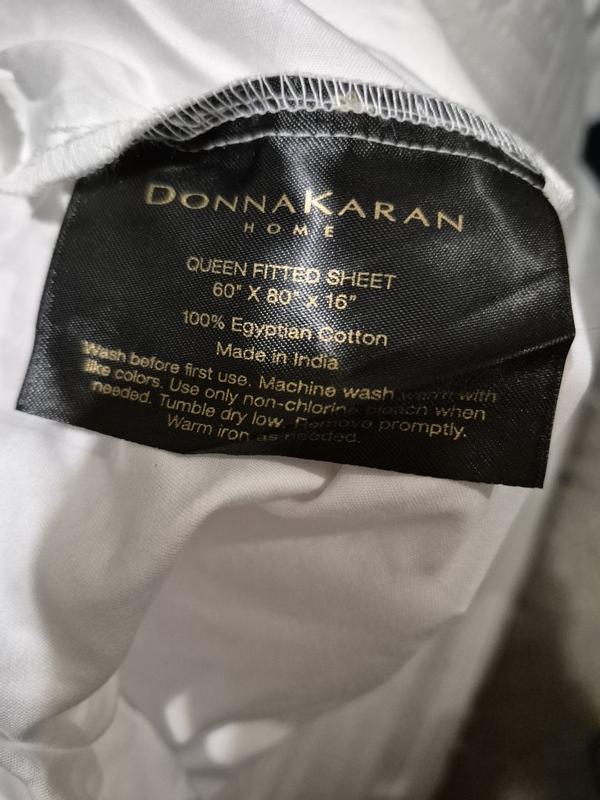 DONNAKARAN
HOME
QUEEN FITTED SHEET
60" X 80" x 16"
100% Egyptian Cotton
Made in India
Wash before first use. Machine wash warm with
like colors. Use only non-chlorine bleach when
needed. Tumble dry low. Remove promptly.
Warm iron as needed.